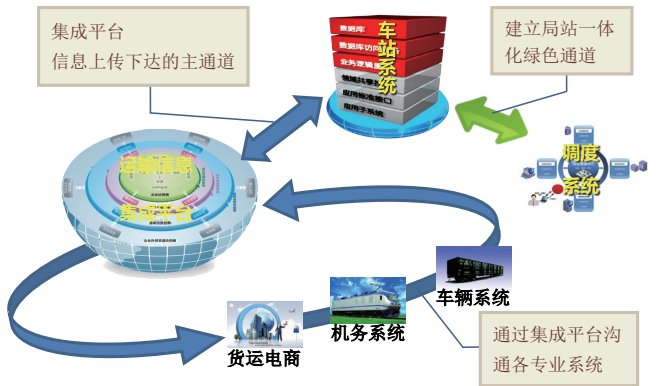 集成平台
信息上传下达的主通道
车站系统
数据库
数据库访问
业务逻辑
领域共享
应用标准接口
应用子系统
建立局站一体
化绿色通道
运输信息
集成平台
调度
系统
车辆系统
机务系统
货运电商
通过集成平台沟
通各专业系统